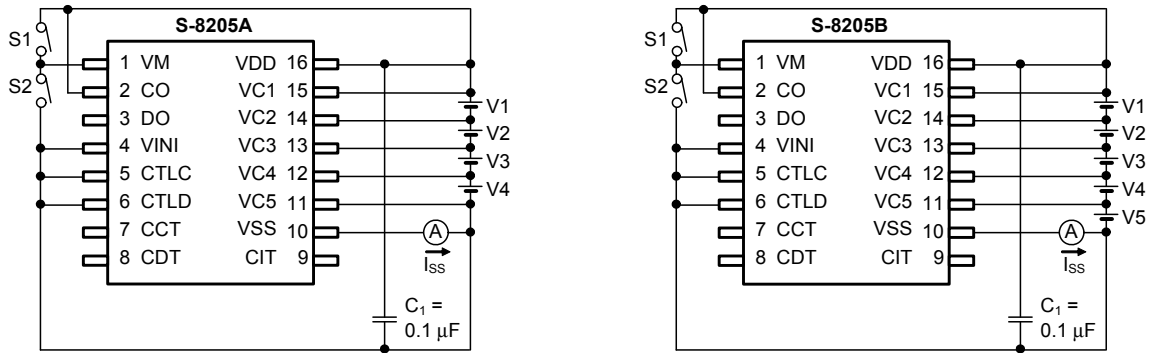 S-8205A
S1
S2
1 VM VDD 16
2 CO VC1 15
3 DO VC2 14
4 VINI VC3 13
5 CTLC VC4 12
6 CTLD VC5 11
7 CCT VSS 10
8 CDT CIT 9
V1
V2
V3
V4
A
ISS
C1 =
0.1 μF
S-8205B
S1
S2
1 VM VDD 16
2 CO VC1 15
3 DO VC2 14
4 VINI VC3 13
5 CTLC VC4 12
6 CTLD VC5 11
7 CCT VSS 10
8 CDT CIT 9
V1
V2
V3
V4
V5
A
ISS
C1 =
0.1 μF